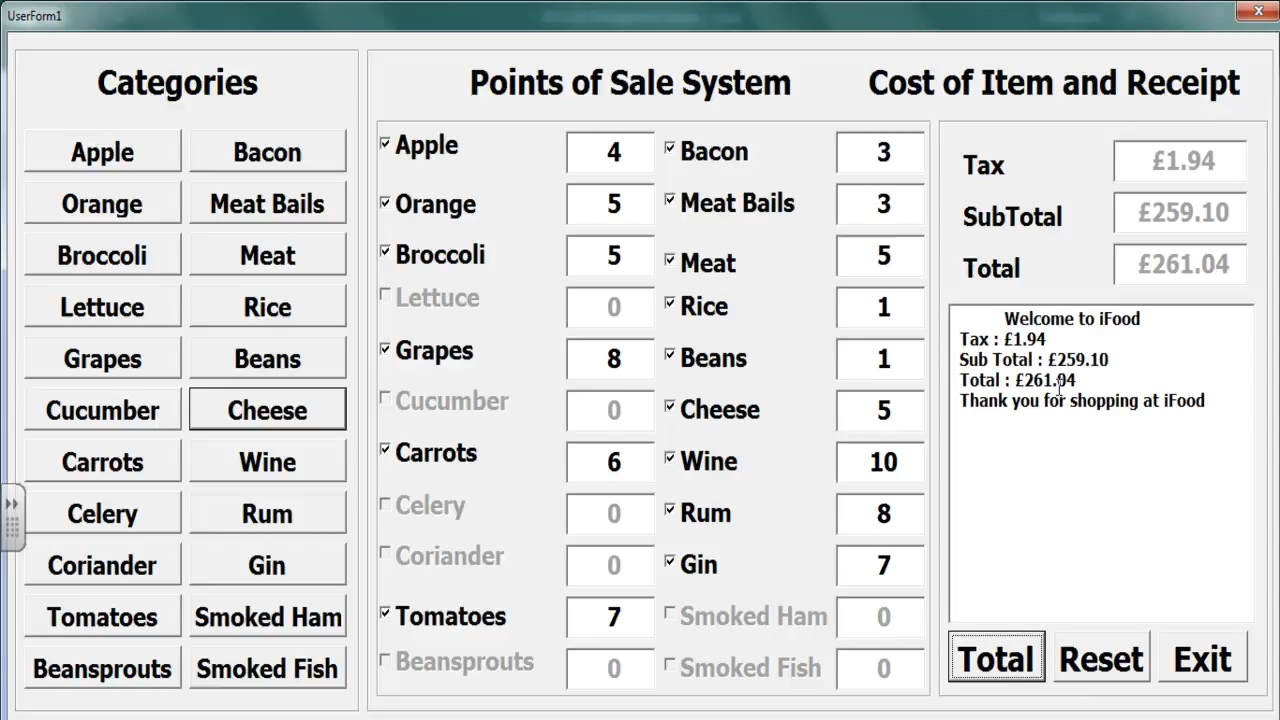 UserForm1
Categories
Apple Bacon
Orange Meat Bails
Broccoli Meat
Lettuce Rice
Grapes Beans
Cucumber Cheese
Carrots Wine
Celery Rum
Coriander Gin
Tomatoes Smoked Ham
Beansprouts Smoked Fish
Points of Sale System
Apple 4 Bacon 3
Orange 5 Meat Bails 3
Broccoli 5 Meat 5
Lettuce 0 Rice 1
Grapes 8 Beans 1
Cucumber 0 Cheese 5
Carrots 6 Wine 10
Celery 0 Rum 8
Coriander 0 Gin 7
Tomatoes 7 Smoked Ham 0
Beansprouts 0 Smoked Fish 0
Cost of Item and Receipt
Tax £1.94
SubTotal £259.10
Total £261.04
Welcome to iFood
Tax : £1.94
Sub Total : £259.10
Total : £261.04
Thank you for shopping at iFood
Total Reset Exit